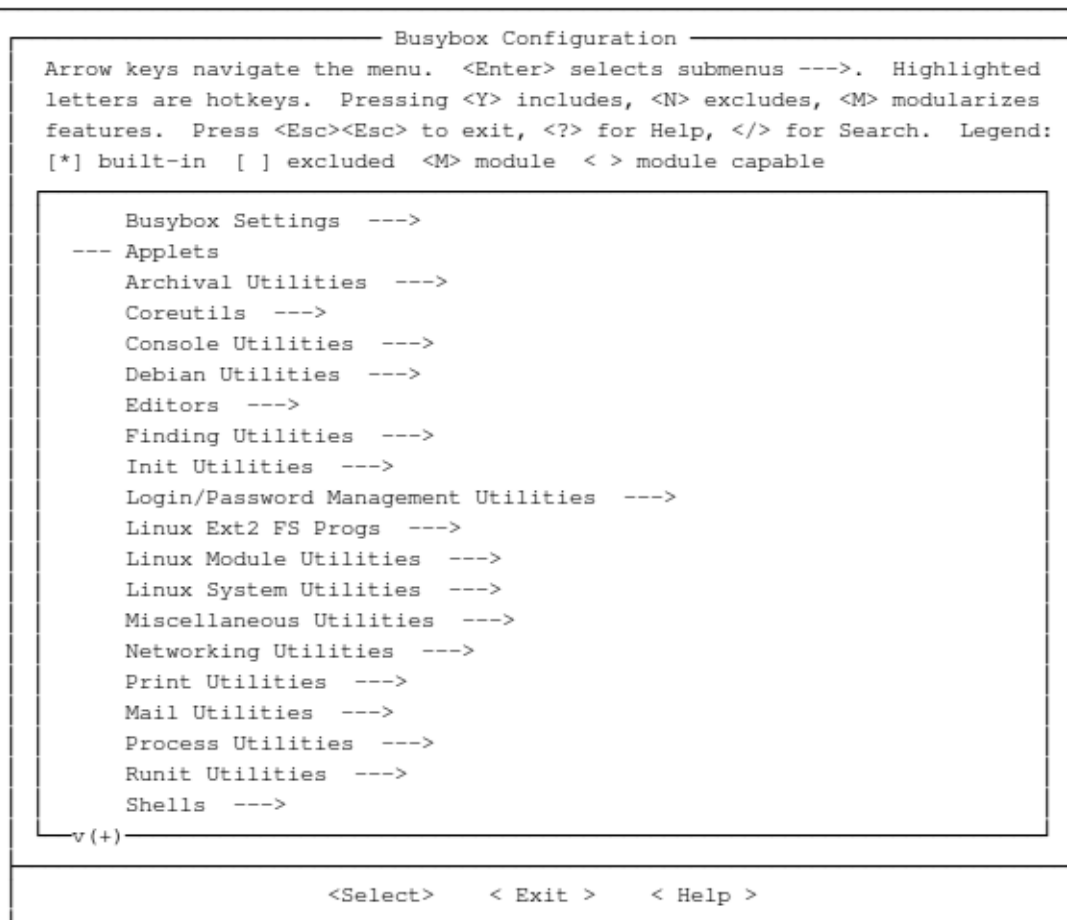 Busybox Configuration
Arrow keys navigate the menu. <Enter> selects submenus --->. Highlighted
letters are hotkeys. Pressing <Y> includes, <N> excludes, <M> modularizes
features. Press <Esc><Esc> to exit, <?> for Help, </> for Search. Legend:
[*] built-in [ ] excluded <M> module < > module capable
Busybox Settings --->
--- Applets
Archival Utilities --->
Coreutils --->
Console Utilities --->
Debian Utilities --->
Editors --->
Finding Utilities --->
Init Utilities --->
Login/Password Management Utilities --->
Linux Ext2 FS Progs --->
Linux Module Utilities --->
Linux System Utilities --->
Miscellaneous Utilities --->
Networking Utilities --->
Print Utilities --->
Mail Utilities --->
Process Utilities --->
Runit Utilities --->
Shells --->
v(+)
<Select> < Exit > < Help >